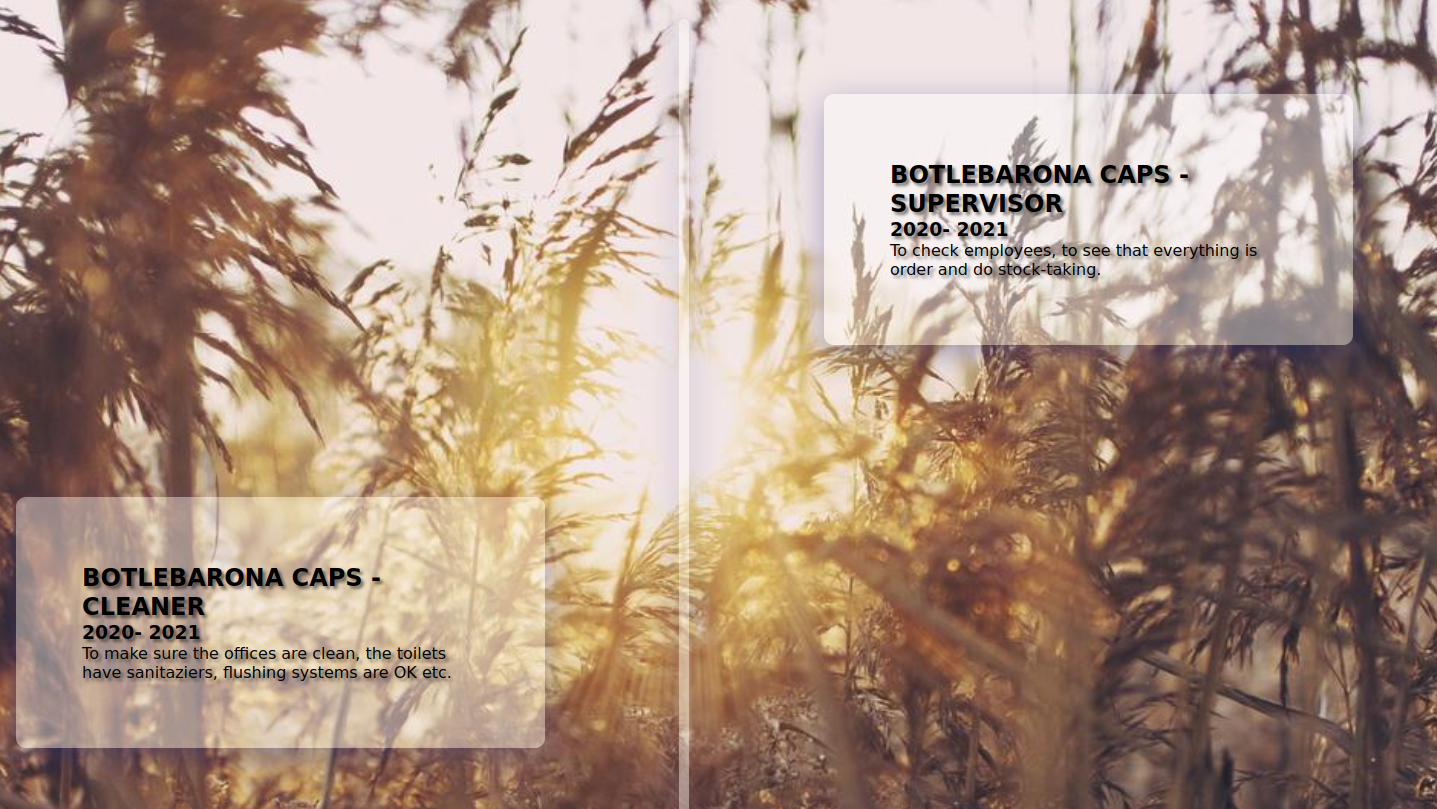 BOTLEBARONA CAPS -
SUPERVISOR
2020- 2021
To check employees, to see that everything is
order and do stock-taking.
BOTLEBARONA CAPS -
CLEANER
2020- 2021
To make sure the offices are clean, the toilets
have sanitaziers, flushing systems are OK etc.